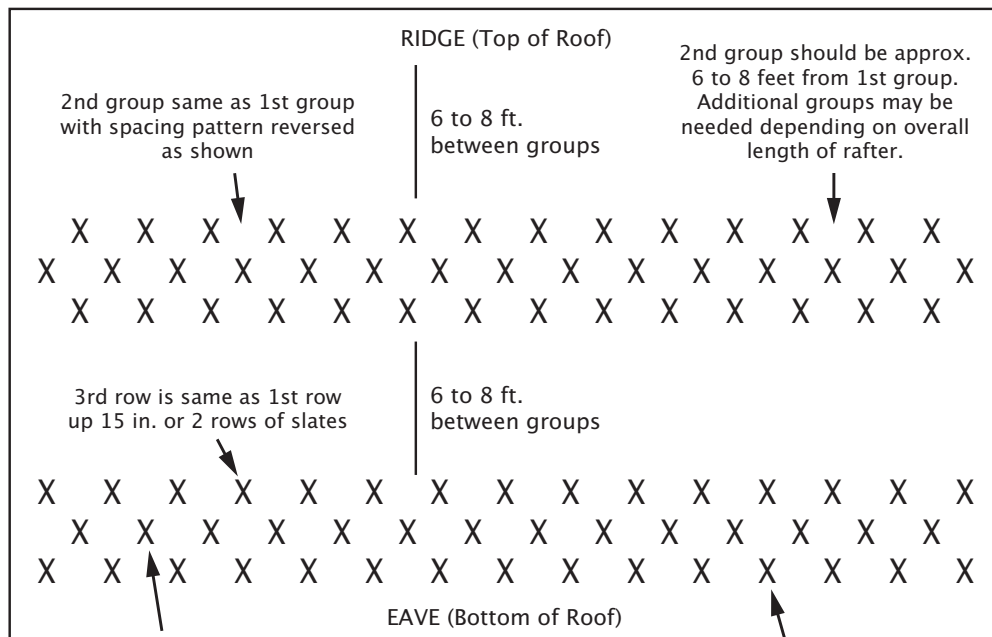 RIDGE (Top of Roof)
2nd group should be approx.
6 to 8 feet from 1st group.
Additional groups may be
needed depending on overall
length of rafter.
2nd group same as 1st group
with spacing pattern reversed
as shown
6 to 8 ft.
between groups
X X X X X X X X X X X X X X
X X X X X X X X X X X X X X X
X X X X X X X X X X X X X X
3rd row is same as 1st row
up 15 in. or 2 rows of slates
6 to 8 ft.
between groups
X X X X X X X X X X X X X X X
X X X X X X X X X X X X X X
X X X X X X X X X X X X X X X
EAVE (Bottom of Roof)